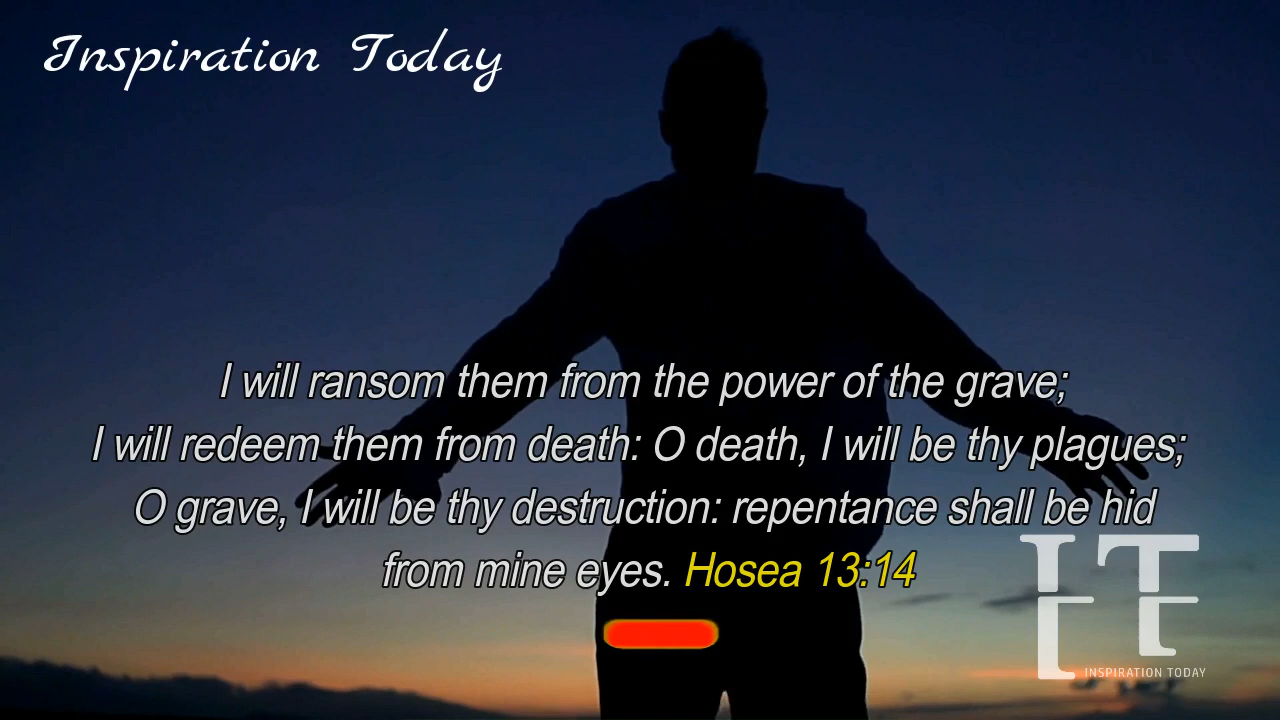 Inspiration Today
I will ransom them from the power of the grave;
I will redeem them from death: O death, I will be thy plagues;
O grave, I will be thy destruction: repentance shall be hid
from mine eyes. Hosea 13:14
IT
INSPIRATION TODAY